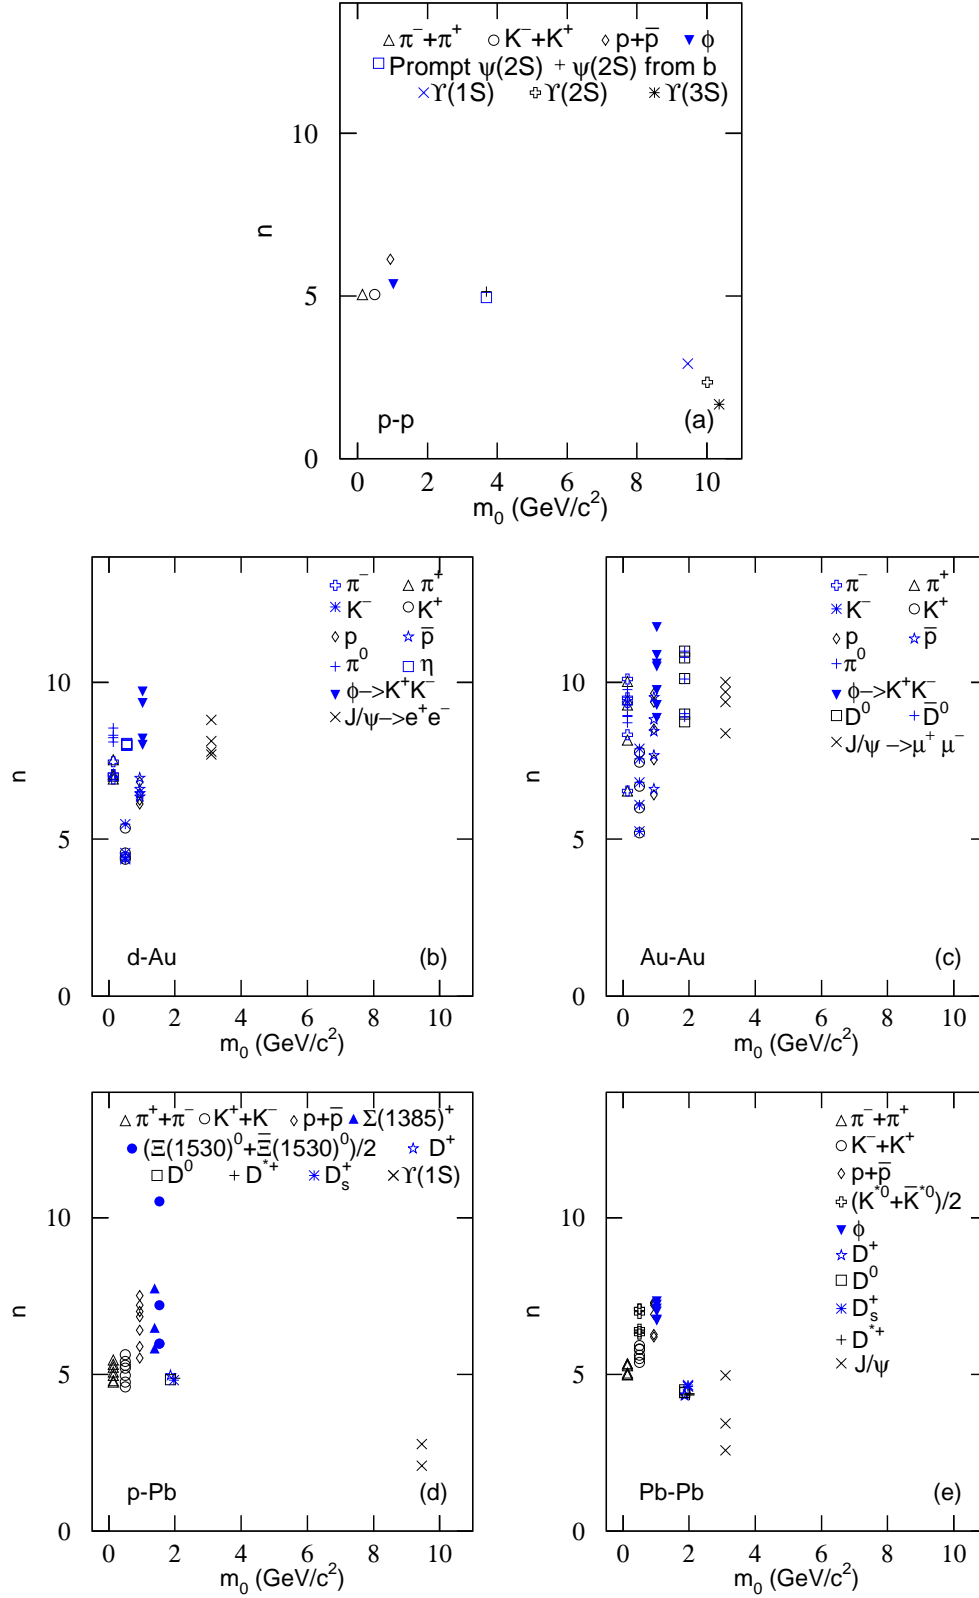 π⁻+π⁺ K⁻+K⁺ p+p̄ ϕ
Prompt ψ(2S) ψ(2S) from b
ϒ(1S) ϒ(2S) ϒ(3S)
10
5
0
n
p-p (a)
0 2 4 6 8 10
m₀ (GeV/c²)
π⁻ π⁺
K⁻ K⁺
p p̄
π⁰ η
ϕ->K⁺K⁻
J/ψ->e⁺e⁻
10
5
0
n
d-Au (b)
0 2 4 6 8 10
m₀ (GeV/c²)
π⁻ π⁺
K⁻ K⁺
p p̄
π⁰
ϕ->K⁺K⁻
D⁰ D̄⁰
J/ψ ->μ⁺ μ⁻
10
5
0
n
Au-Au (c)
0 2 4 6 8 10
m₀ (GeV/c²)
π⁺+π⁻ K⁺+K⁻ p+p̄ Σ(1385)⁺
(Ξ(1530)⁰+Ξ̄(1530)⁰)/2 D⁺
D⁰ D*⁺ Dₛ⁺ ϒ(1S)
10
5
0
n
p-Pb (d)
0 2 4 6 8 10
m₀ (GeV/c²)
π⁻+π⁺
K⁻+K⁺
p+p̄
(K*⁰+K̄*⁰)/2
ϕ
D⁺
D⁰
Dₛ⁺
D*⁺
J/ψ
10
5
0
n
Pb-Pb (e)
0 2 4 6 8 10
m₀ (GeV/c²)